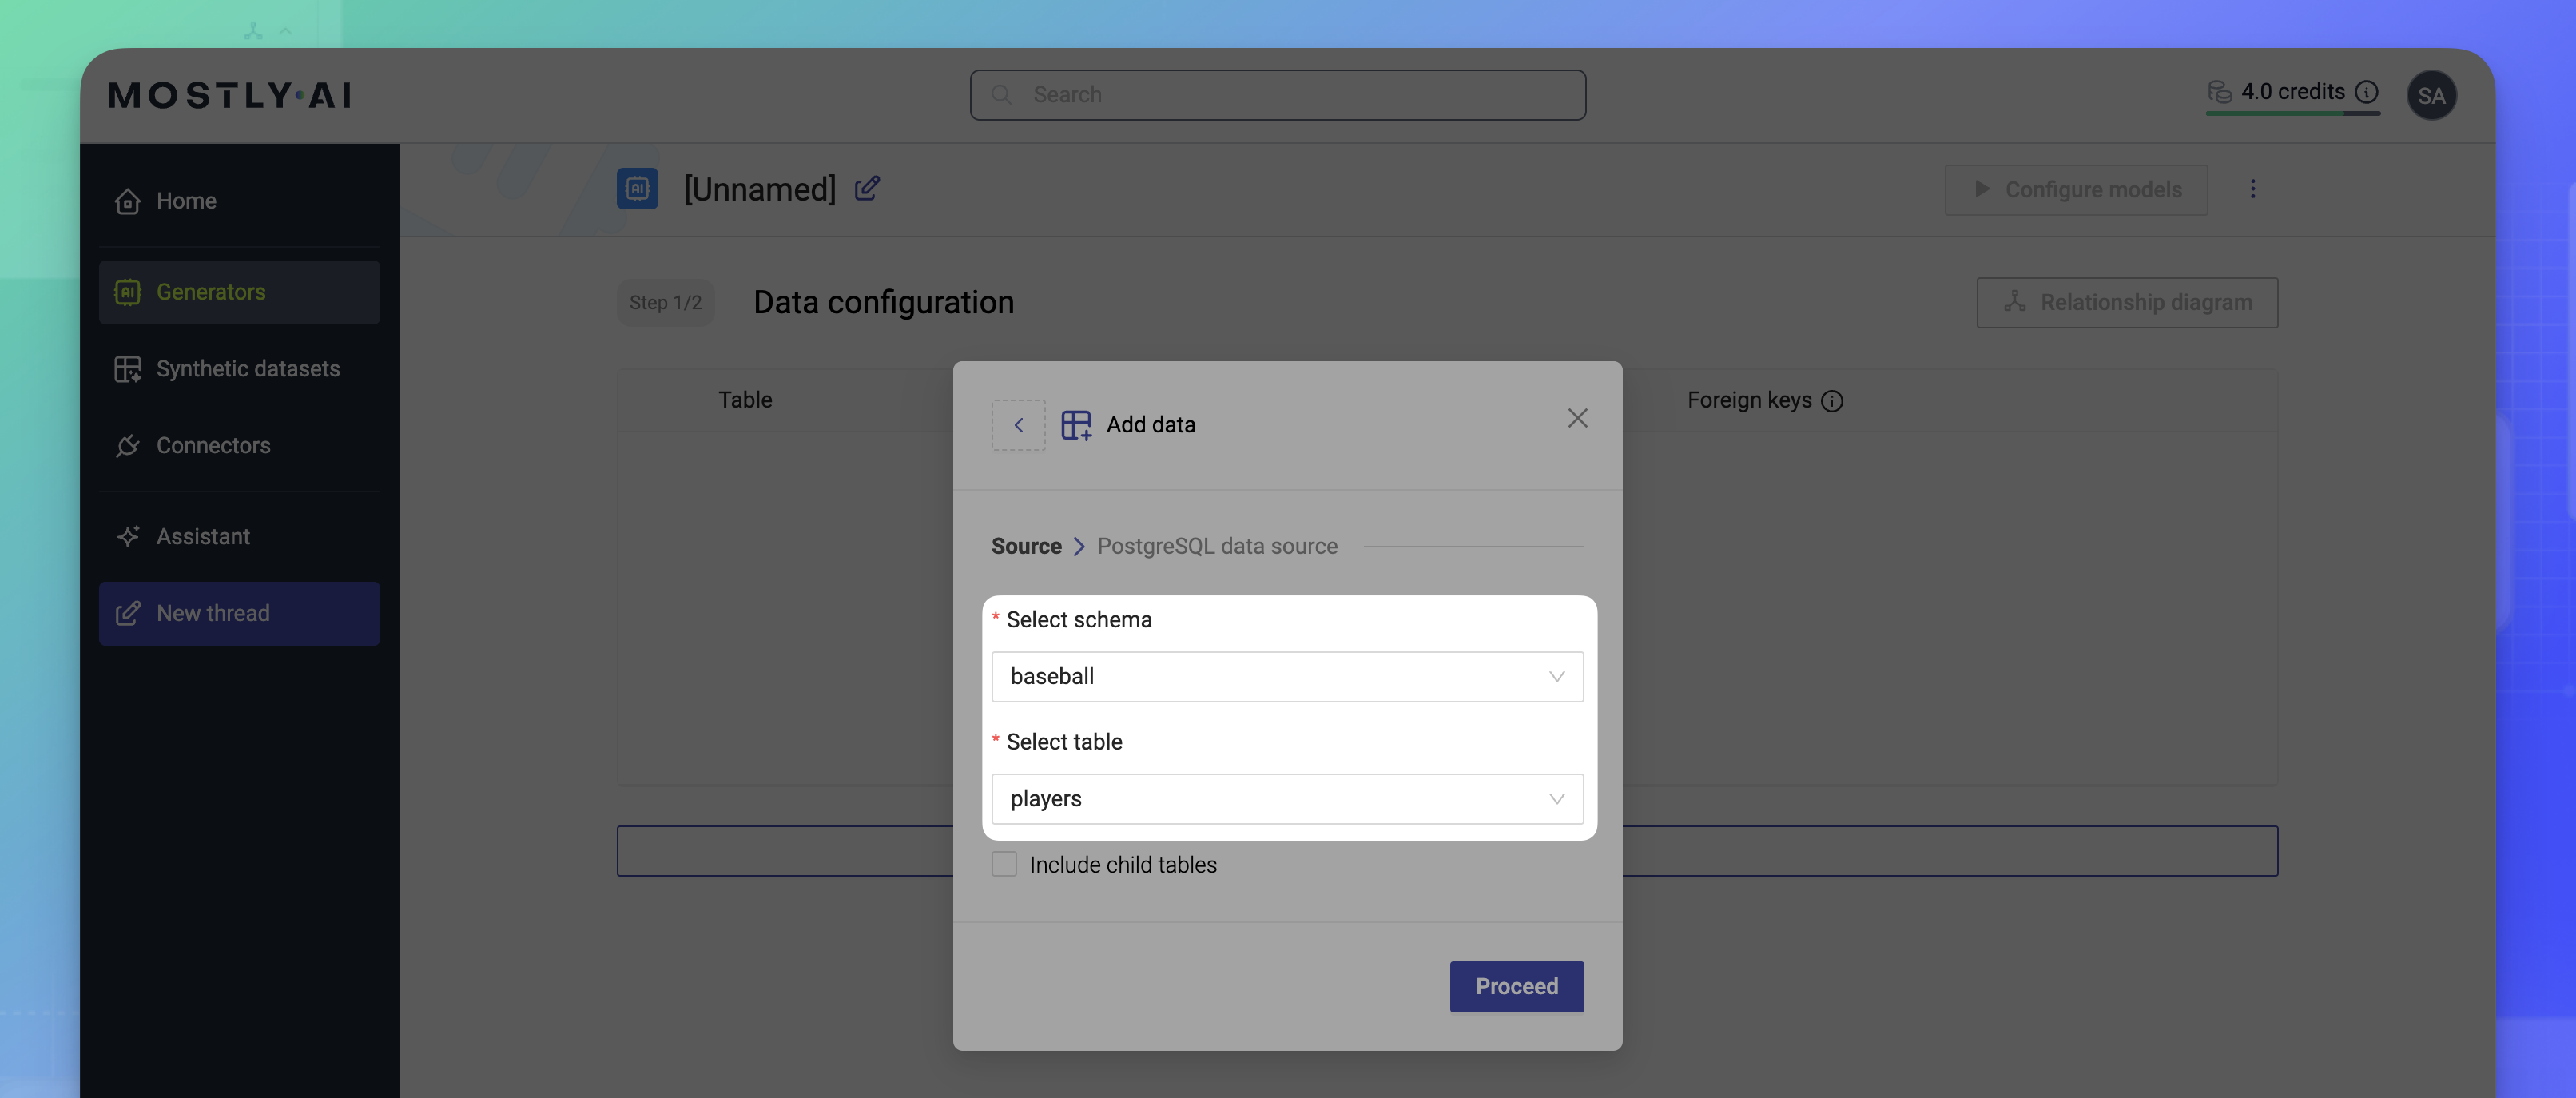 MOSTLY·AI
Search
4.0 credits
SA
Home
Generators
Synthetic datasets
Connectors
Assistant
New thread
[Unnamed]
Configure models
Step 1/2
Data configuration
Relationship diagram
Table
Foreign keys
Add data
Source > PostgreSQL data source
* Select schema
baseball
* Select table
players
Include child tables
Proceed